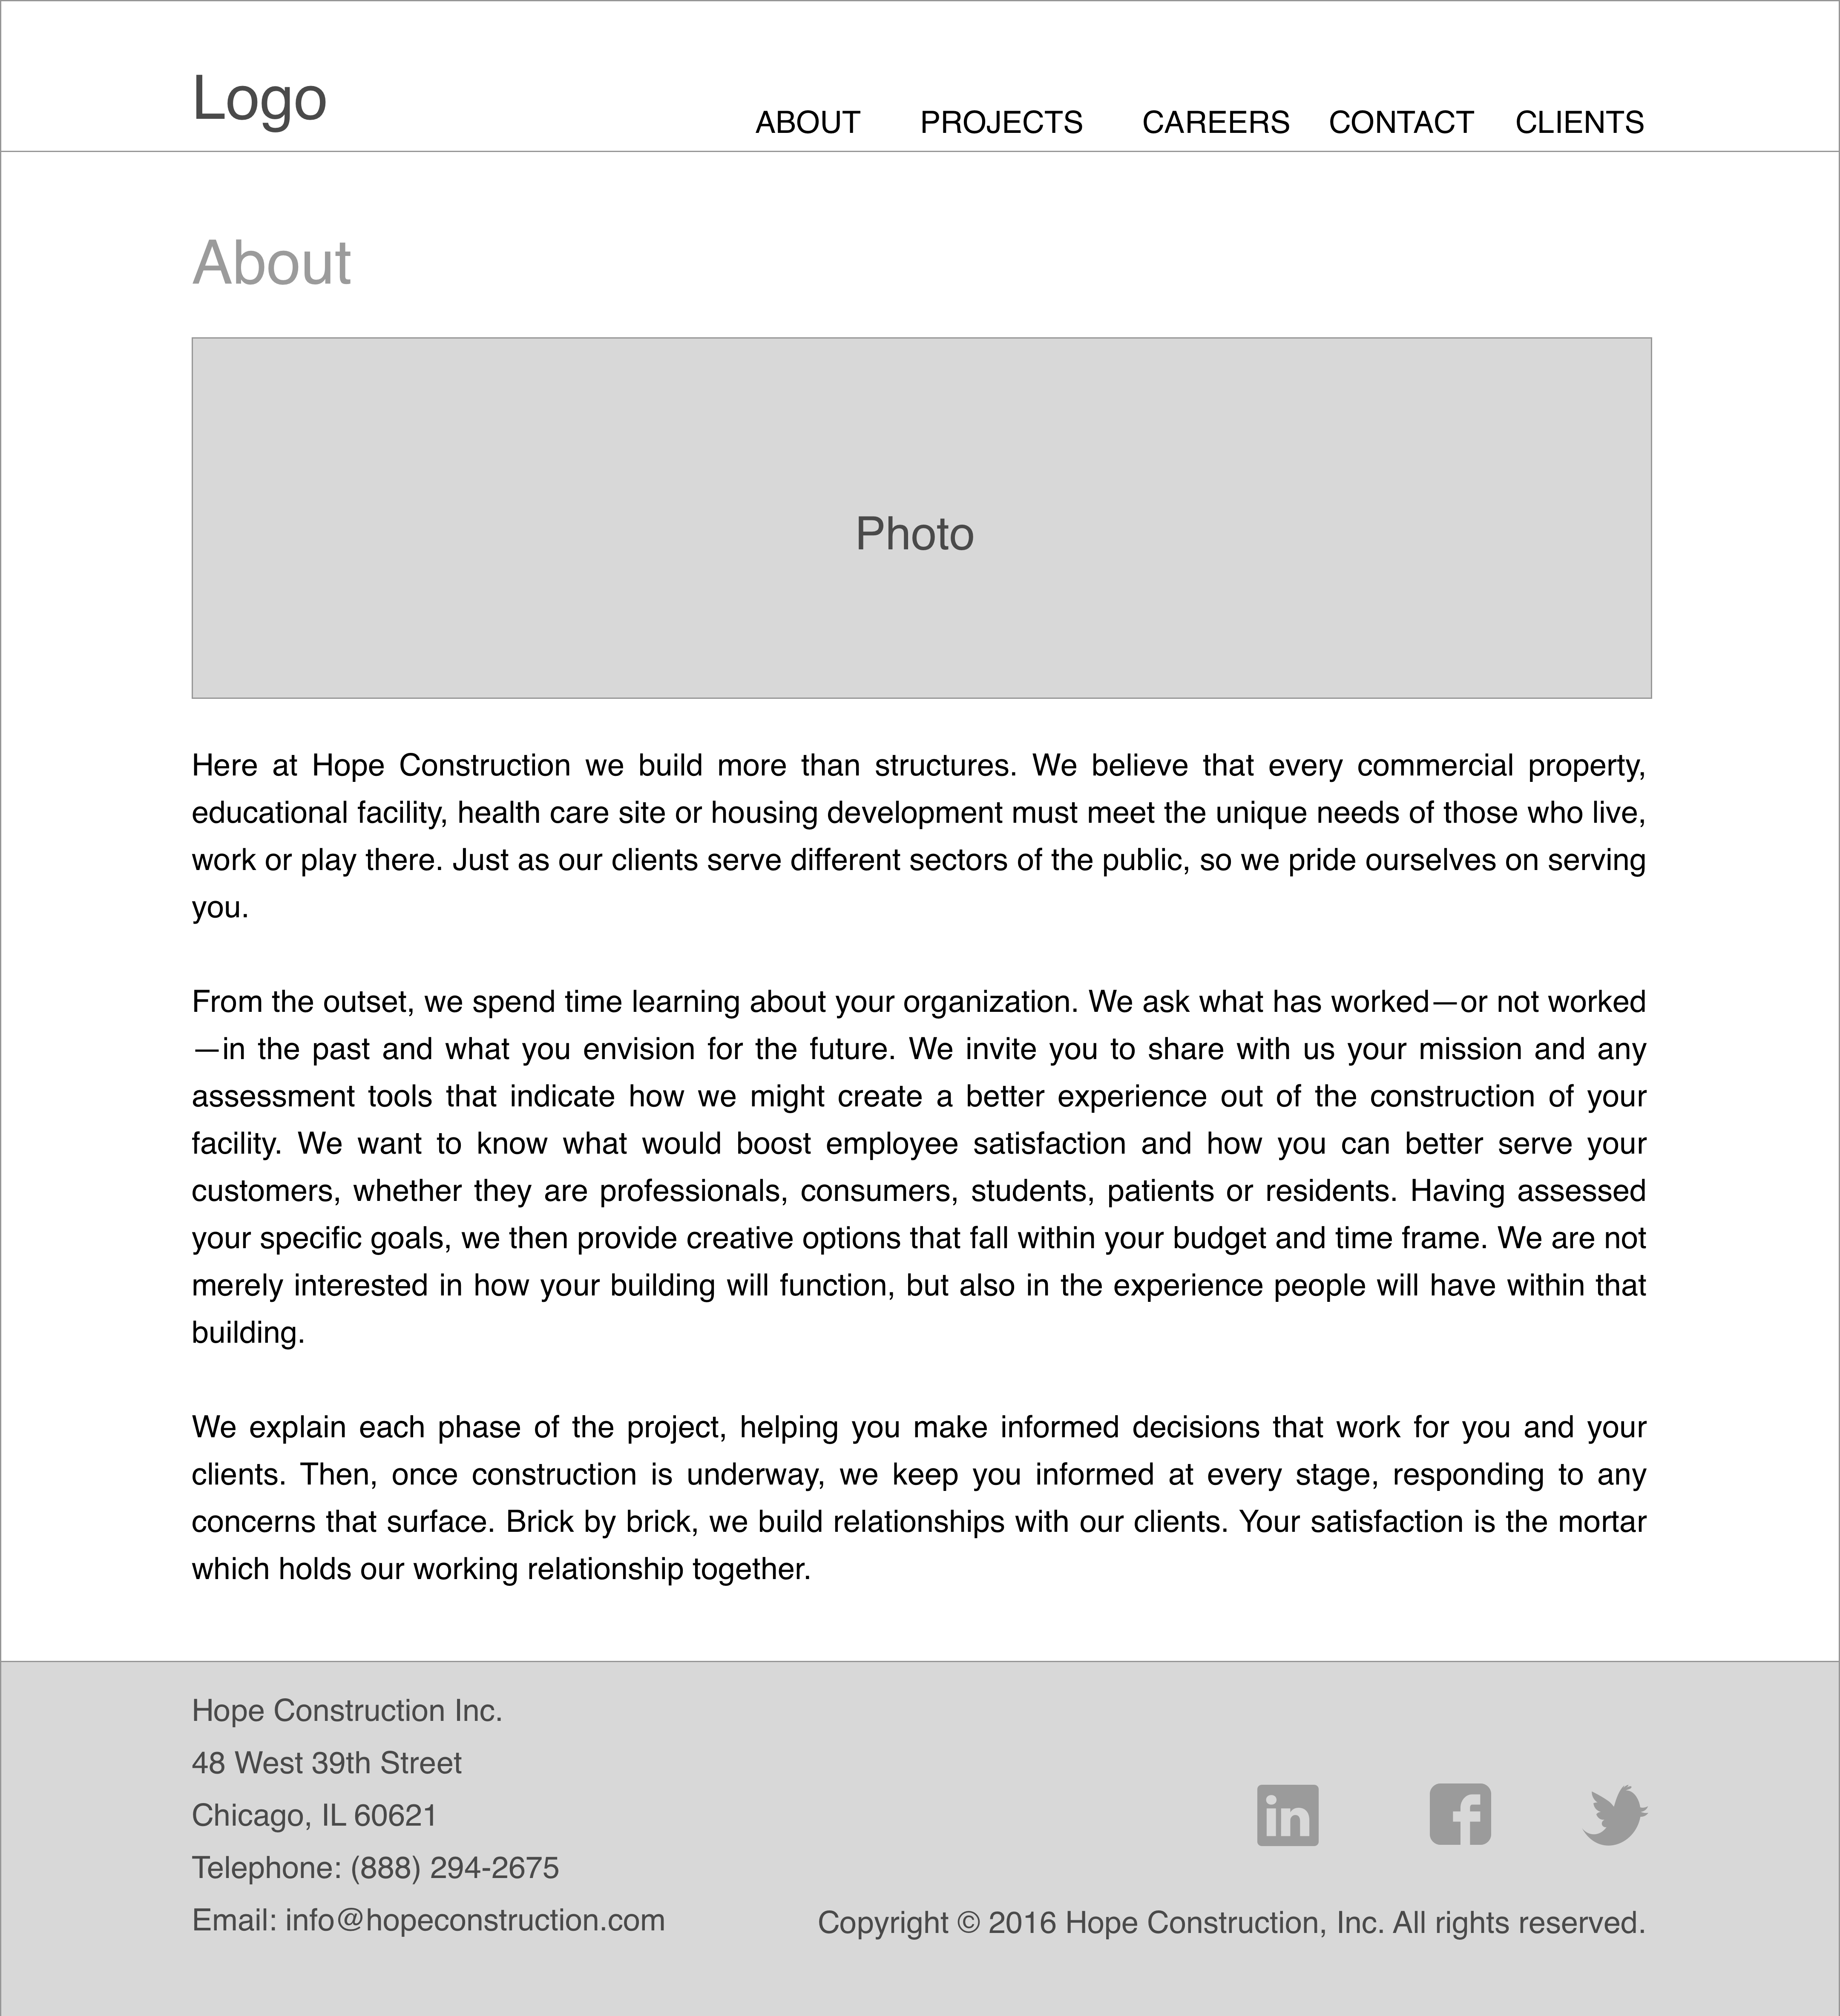 Logo
ABOUT PROJECTS CAREERS CONTACT CLIENTS
About
Photo
Here at Hope Construction we build more than structures. We believe that every commercial property,
educational facility, health care site or housing development must meet the unique needs of those who live,
work or play there. Just as our clients serve different sectors of the public, so we pride ourselves on serving
you.
From the outset, we spend time learning about your organization. We ask what has worked—or not worked
—in the past and what you envision for the future. We invite you to share with us your mission and any
assessment tools that indicate how we might create a better experience out of the construction of your
facility. We want to know what would boost employee satisfaction and how you can better serve your
customers, whether they are professionals, consumers, students, patients or residents. Having assessed
your specific goals, we then provide creative options that fall within your budget and time frame. We are not
merely interested in how your building will function, but also in the experience people will have within that
building.
We explain each phase of the project, helping you make informed decisions that work for you and your
clients. Then, once construction is underway, we keep you informed at every stage, responding to any
concerns that surface. Brick by brick, we build relationships with our clients. Your satisfaction is the mortar
which holds our working relationship together.
Hope Construction Inc.
48 West 39th Street
Chicago, IL 60621
Telephone: (888) 294-2675
Email: info@hopeconstruction.com
in f
Copyright © 2016 Hope Construction, Inc. All rights reserved.